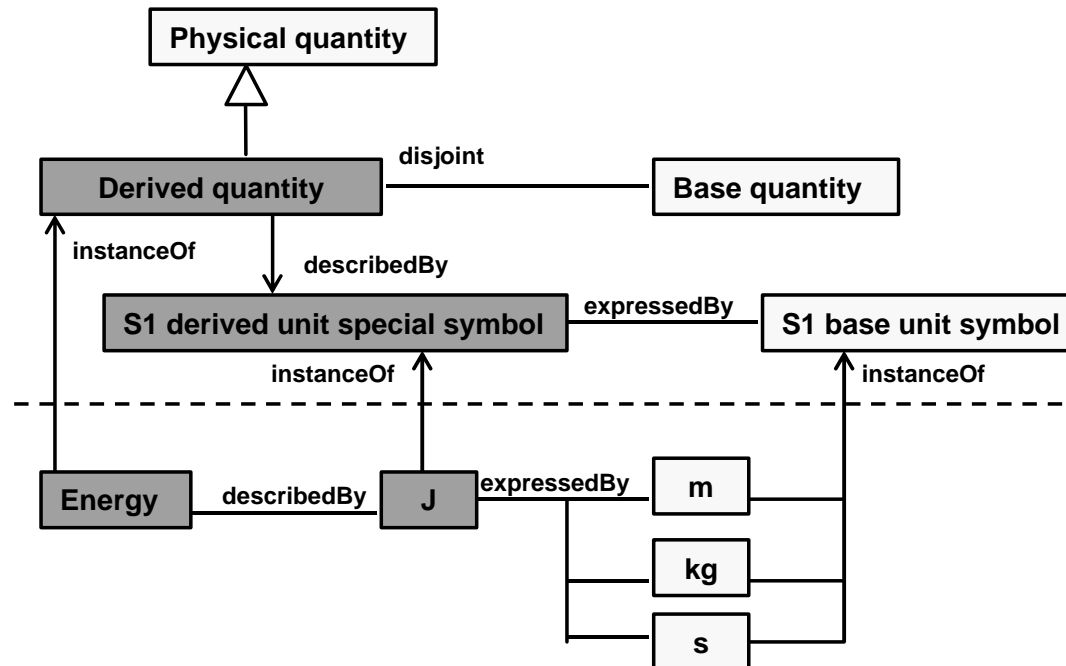 Physical quantity
disjoint
Derived quantity
Base quantity
instanceOf
describedBy
expressedBy
S1 derived unit special symbol
S1 base unit symbol
instanceOf
instanceOf
Energy
describedBy
J
expressedBy
m
kg
s